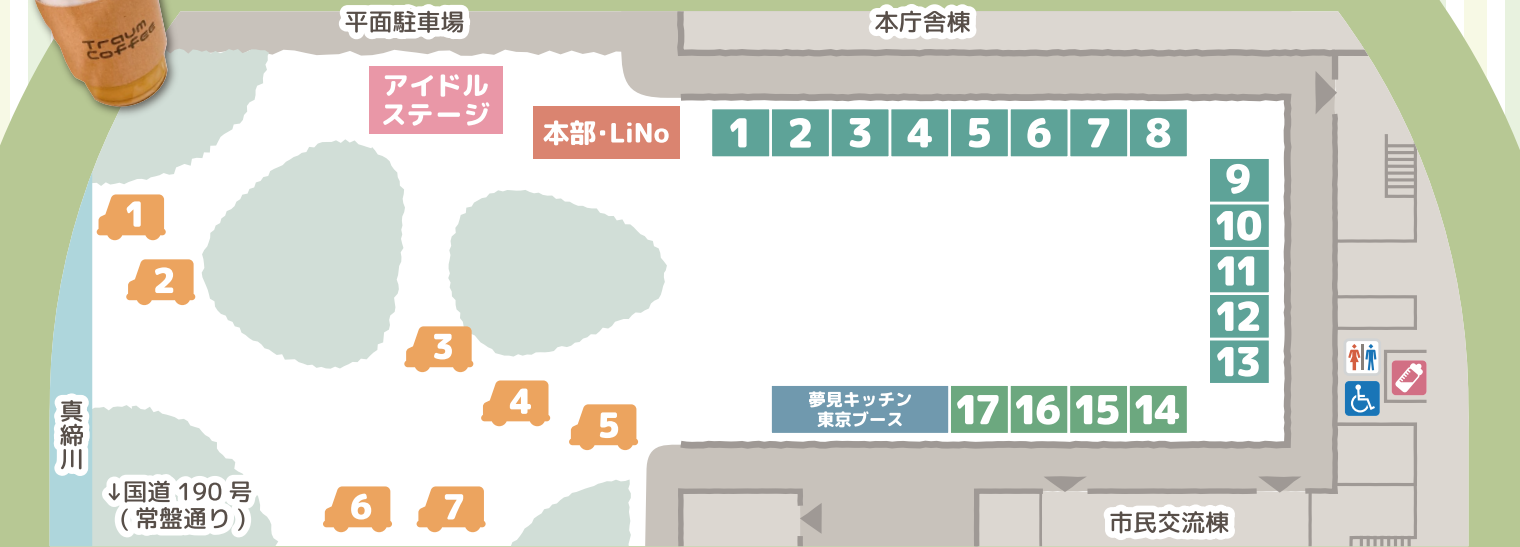 Traum
coffee
平面駐車場
本庁舎棟
アイドル
ステージ
本部・LiNo
1 2 3 4 5 6 7 8
9
10
11
12
13
夢見キッチン
東京ブース
17 16 15 14
1
2
3
4
5
6 7
真締川
↓国道 190 号
( 常盤通り )
市民交流棟